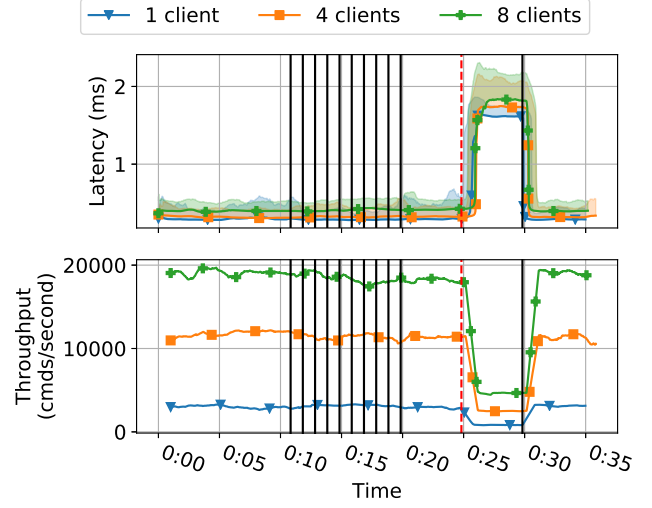 1 client 4 clients 8 clients
Latency (ms)
2
1
Throughput
(cmds/second)
20000
10000
0
0:00 0:05 0:10 0:15 0:20 0:25 0:30 0:35
Time